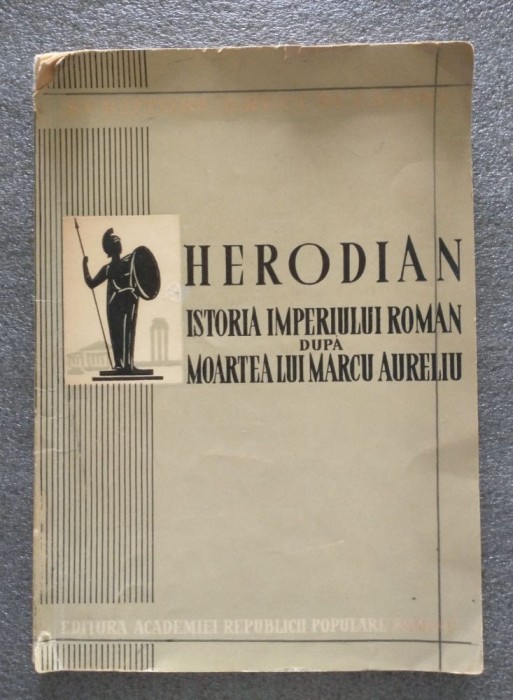 HERODIAN
ISTORIA IMPERIULUI ROMAN
DUPĂ
MOARTEA LUI MARCU AURELIU
EDITURA ACADEMIEI REPUBLICII POPULARE